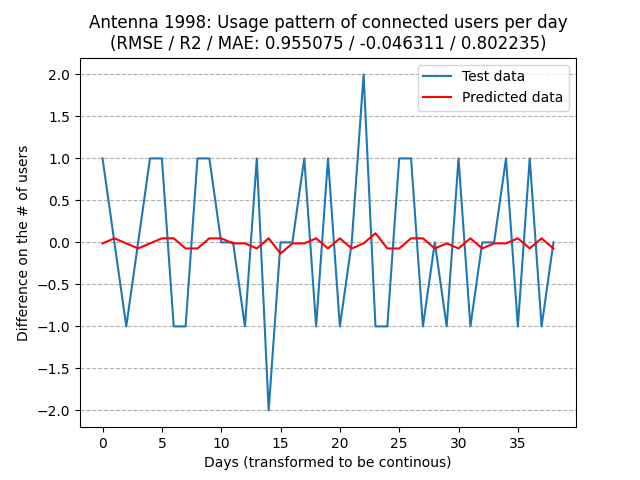 Antenna 1998: Usage pattern of connected users per day
(RMSE / R2 / MAE: 0.955075 / -0.046311 / 0.802235)
Test data
Predicted data
2.0
1.5
1.0
0.5
0.0
−0.5
−1.0
−1.5
−2.0
Difference on the # of users
0 5 10 15 20 25 30 35
Days (transformed to be continous)